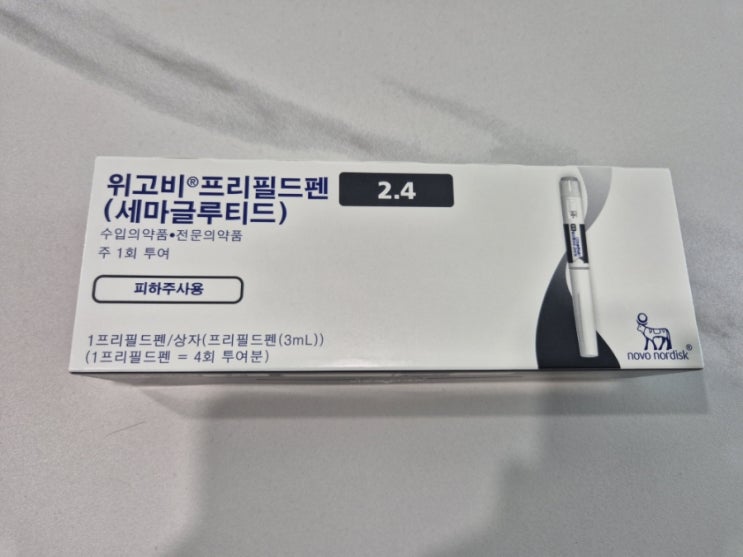 위고비®프리필드펜 2.4
(세마글루티드)
수입의약품•전문의약품
주 1회 투여
피하주사용
1프리필드펜/상자(프리필드펜(3mL))
(1프리필드펜 = 4회 투여분)
novo nordisk®